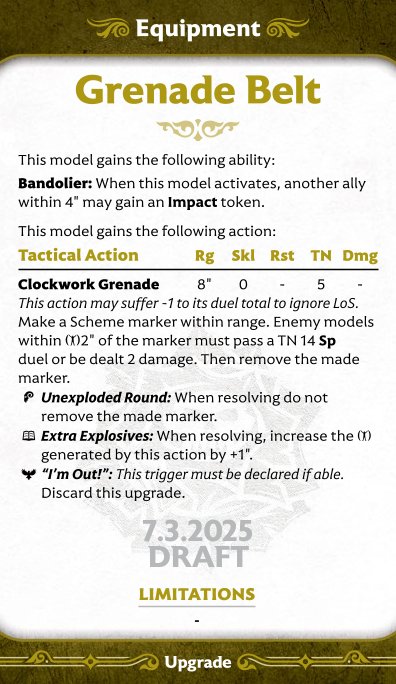 Equipment
Grenade Belt
This model gains the following ability:
Bandolier: When this model activates, another ally
within 4" may gain an Impact token.
This model gains the following action:
Tactical Action Rg Skl Rst TN Dmg
Clockwork Grenade 8" 0 - 5 -
This action may suffer -1 to its duel total to ignore LoS.
Make a Scheme marker within range. Enemy models
within 2" of the marker must pass a TN 14 Sp
duel or be dealt 2 damage. Then remove the made
marker.
Unexploded Round: When resolving do not
remove the made marker.
Extra Explosives: When resolving, increase the
generated by this action by +1".
“I’m Out!”: This trigger must be declared if able.
Discard this upgrade.
7.3.2025
DRAFT
LIMITATIONS
-
Upgrade